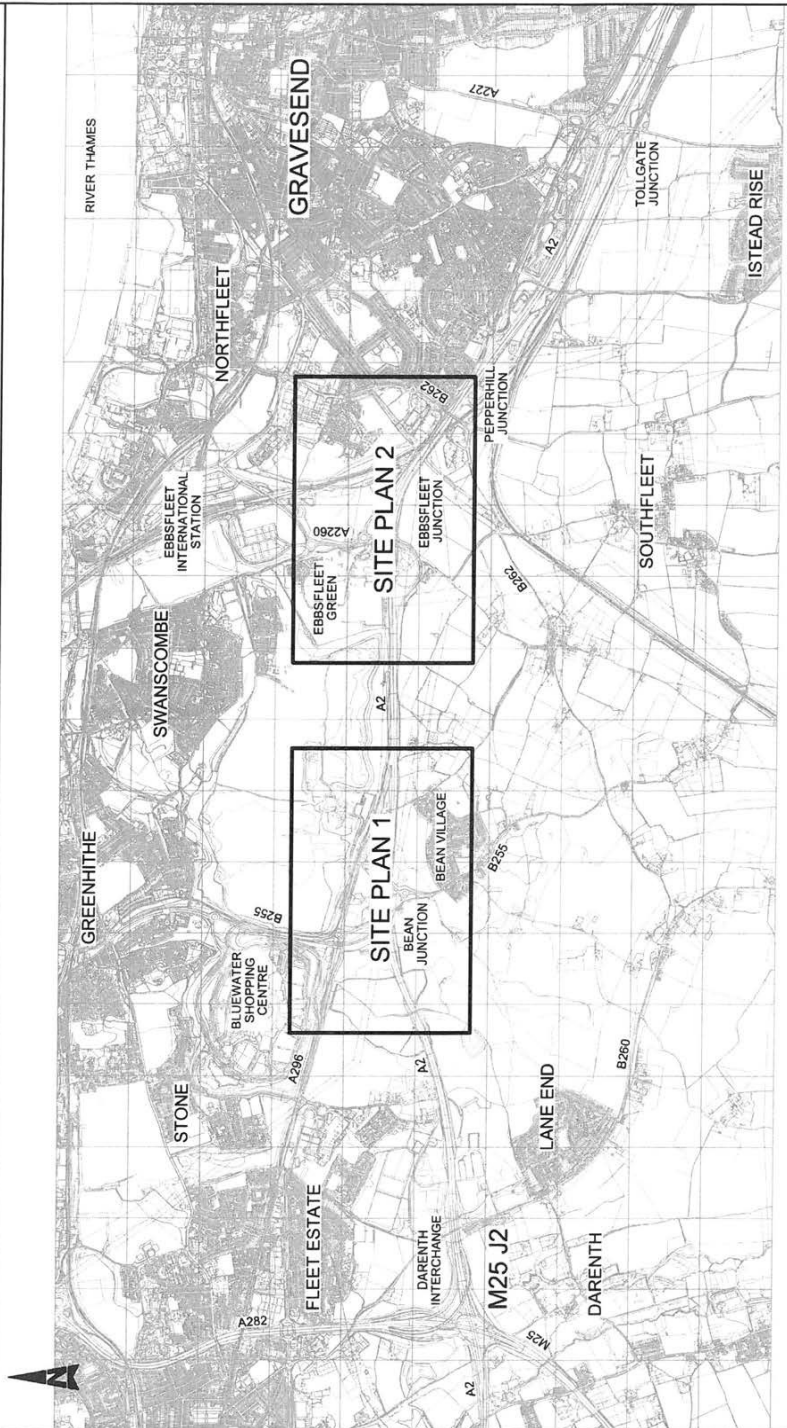 RIVER THAMES
GREENHITHE
SWANSCOMBE
EBBSFLEET
INTERNATIONAL
STATION
NORTHFLEET
GRAVESEND
STONE
BLUEWATER
SHOPPING
CENTRE
B255
A296
A282
FLEET ESTATE
EBBSFLEET
GREEN
A2260
B262
A227
SITE PLAN 1
SITE PLAN 2
A2
A2
A2
A2
DARENTH
INTERCHANGE
BEAN
JUNCTION
BEAN VILLAGE
EBBSFLEET
JUNCTION
PEPPERHILL
JUNCTION
TOLLGATE
JUNCTION
M25 J2
M25
LANE END
DARENTH
B255
B260
B262
SOUTHFLEET
ISTEAD RISE
N